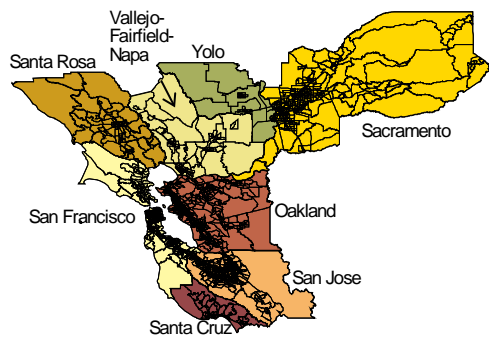 Vallejo-
Fairfield-
Napa
Yolo
Santa Rosa
Sacramento
San Francisco
Oakland
San Jose
Santa Cruz